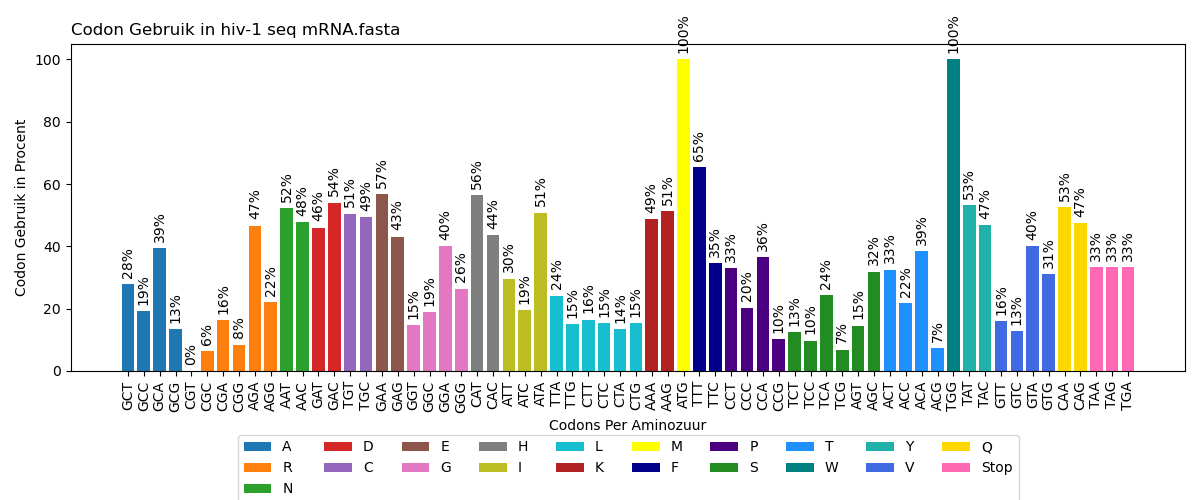 Codon Gebruik in hiv-1 seq mRNA.fasta
Codon Gebruik in Procent
100
80
60
40
20
0
28% 19% 39% 13% 0% 6% 16% 8% 47% 22% 52% 48% 46% 54% 51% 49% 57% 43% 15% 19% 40% 26% 56% 44% 30% 19% 51% 24% 15% 16% 15% 14% 15% 49% 51% 100% 65% 35% 33% 20% 36% 10% 13% 10% 24% 7% 15% 32% 33% 22% 39% 7% 100% 53% 47% 16% 13% 40% 31% 53% 47% 33% 33% 33%
GCT GCC GCA GCG CGT CGC CGA CGG AGA AGG AAT AAC GAT GAC TGT TGC GAA GAG GGT GGC GGA GGG CAT CAC ATT ATC ATA TTA TTG CTT CTC CTA CTG AAA AAG ATG TTT TTC CCT CCC CCA CCG TCT TCC TCA TCG AGT AGC ACT ACC ACA ACG TGG TAT TAC GTT GTC GTA GTG CAA CAG TAA TAG TGA
Codons Per Aminozuur
A D E H L M P T Y Q
R C G I K F S W V Stop
N